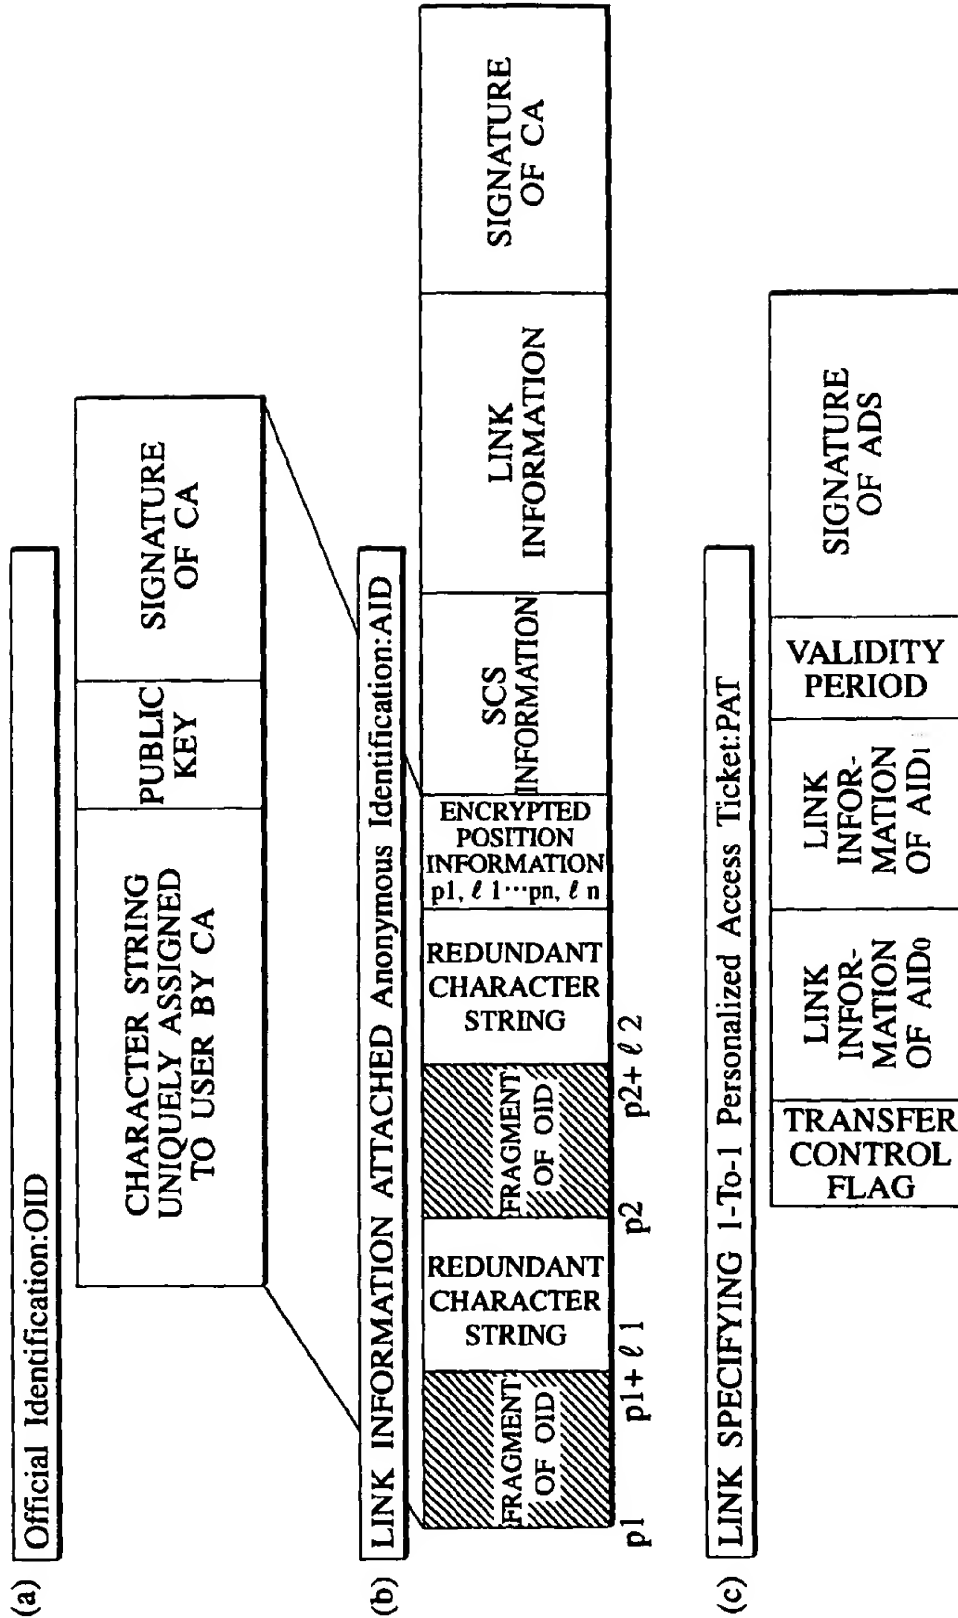 (a)
Official Identification:OID
CHARACTER STRING
UNIQUELY ASSIGNED
TO USER BY CA
PUBLIC
KEY
SIGNATURE
OF CA
(b)
LINK INFORMATION ATTACHED Anonymous Identification:AID
FRAGMENT
OF OID
REDUNDANT
CHARACTER
STRING
FRAGMENT
OF OID
REDUNDANT
CHARACTER
STRING
ENCRYPTED
POSITION
INFORMATION
p1, ℓ 1···pn, ℓ n
SCS
INFORMATION
LINK
INFORMATION
SIGNATURE
OF CA
p1
p1+ ℓ 1
p2
p2+ ℓ 2
(c)
LINK SPECIFYING 1-To-1 Personalized Access Ticket:PAT
TRANSFER
CONTROL
FLAG
LINK
INFOR-
MATION
OF AID0
LINK
INFOR-
MATION
OF AID1
VALIDITY
PERIOD
SIGNATURE
OF ADS